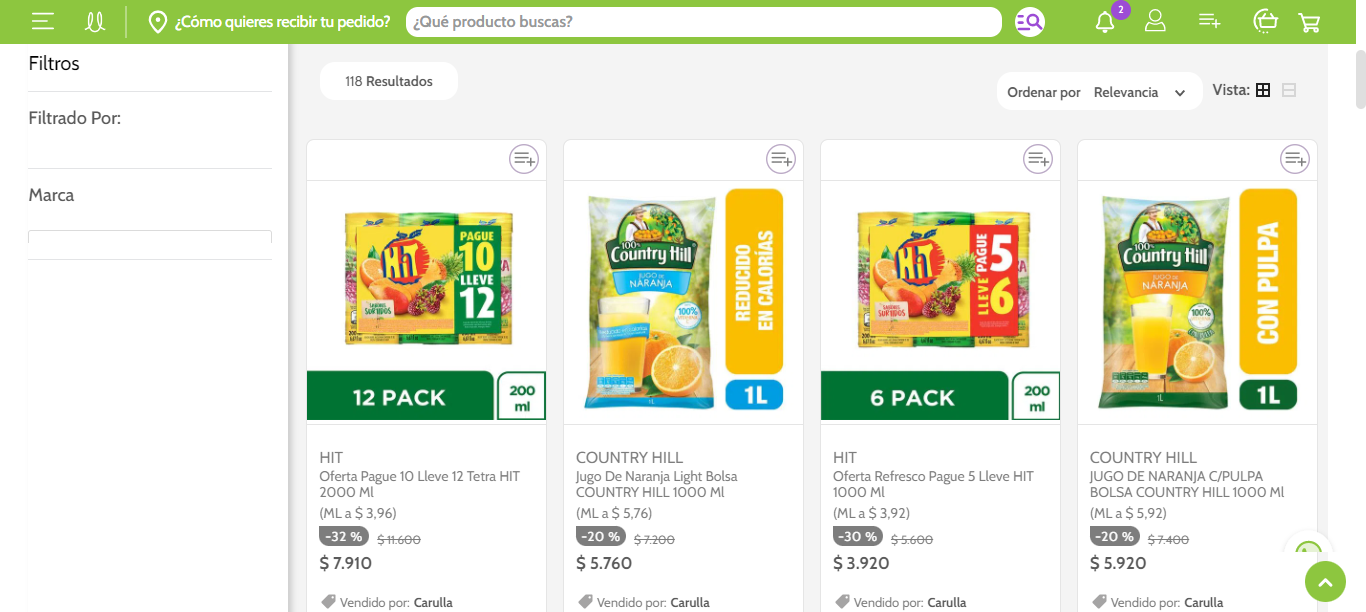 ¿Cómo quieres recibir tu pedido?
¿Qué producto buscas?
2
Filtros
Filtrado Por:
Marca
118 Resultados
Ordenar por Relevancia
Vista:
HIT
PAGUE
10
LLEVE
12
SABORES
SURTIDOS
12 PACK
200
ml
HIT
Oferta Pague 10 Lleve 12 Tetra HIT
2000 Ml
(ML a $ 3,96)
-32 % $ 11.600
$ 7.910
Vendido por: Carulla
100%
Country Hill
JUGO DE
NARANJA
100%
REDUCIDO
EN CALORÍAS
1L
COUNTRY HILL
Jugo De Naranja Light Bolsa
COUNTRY HILL 1000 Ml
(ML a $ 5,76)
-20 % $ 7.200
$ 5.760
Vendido por: Carulla
HIT
PAGUE 5
LLEVE 6
SABORES
SURTIDOS
6 PACK
200
ml
HIT
Oferta Refresco Pague 5 Lleve HIT
1000 Ml
(ML a $ 3,92)
-30 % $ 5.600
$ 3.920
Vendido por: Carulla
100%
Country Hill
JUGO DE
NARANJA
100%
CON PULPA
1L
COUNTRY HILL
JUGO DE NARANJA C/PULPA
BOLSA COUNTRY HILL 1000 Ml
(ML a $ 5,92)
-20 % $ 7.400
$ 5.920
Vendido por: Carulla